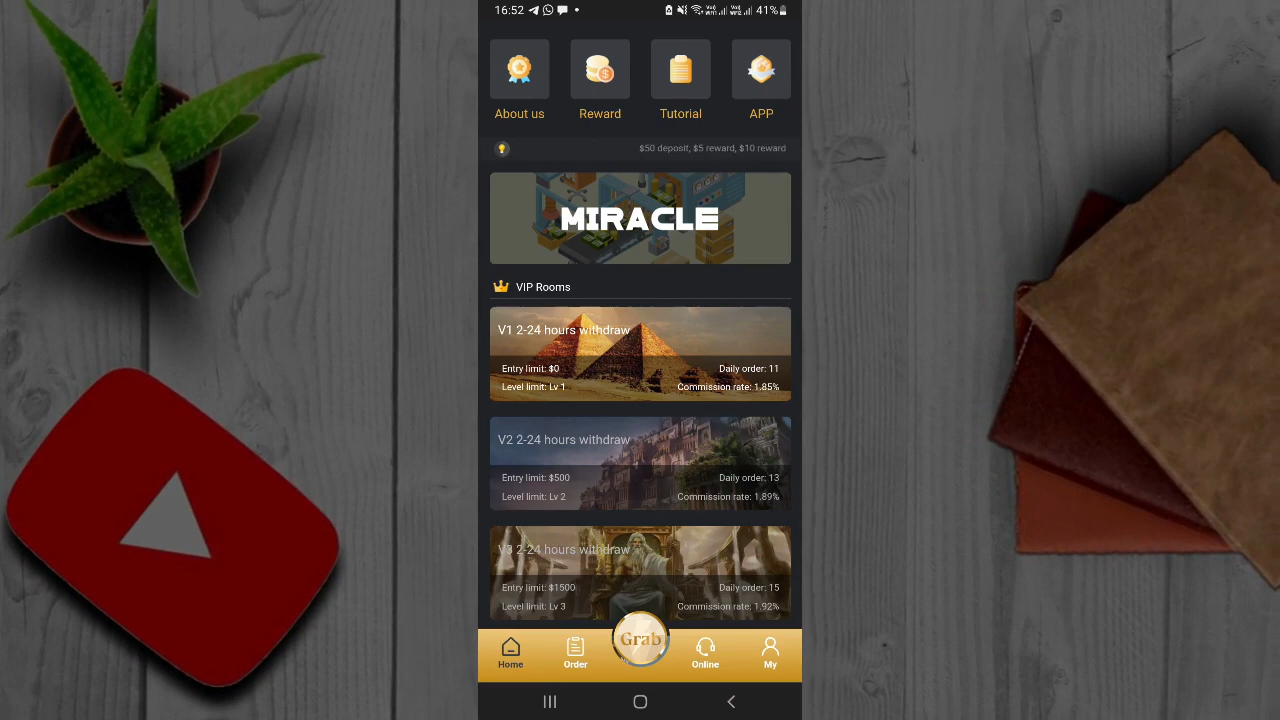 16:52
41%
About us
Reward
Tutorial
APP
$50 deposit, $5 reward, $10 reward
MIRACLE
VIP Rooms
V1 2-24 hours withdraw
Entry limit: $0
Daily order: 11
Level limit: Lv 1
Commission rate: 1.85%
V2 2-24 hours withdraw
Entry limit: $500
Daily order: 13
Level limit: Lv 2
Commission rate: 1.89%
V3 2-24 hours withdraw
Entry limit: $1500
Daily order: 15
Level limit: Lv 3
Commission rate: 1.92%
Grab
Home
Order
Online
My